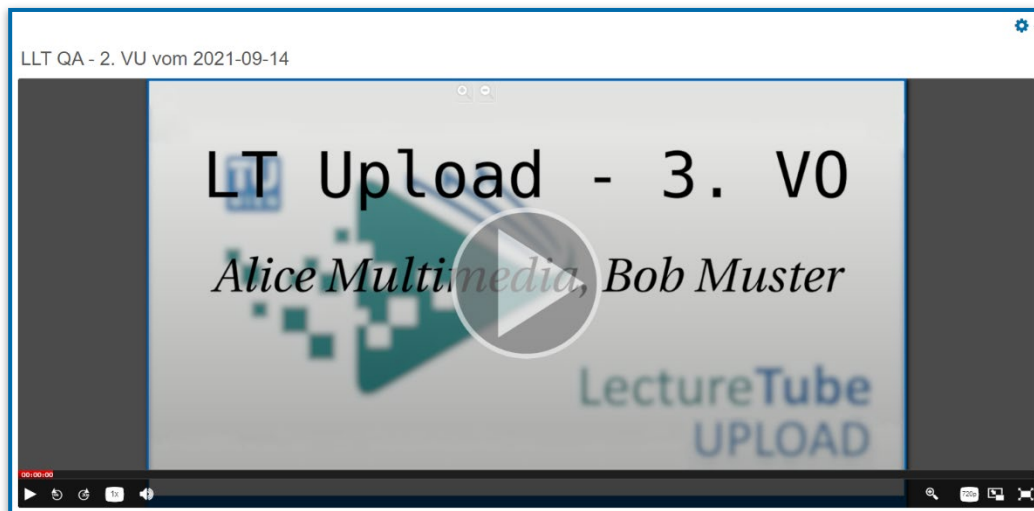 LLT QA - 2. VU vom 2021-09-14
TU
LT Upload - 3. VO
Alice Multimedia, Bob Muster
LectureTube
UPLOAD
00:00:00
1x
720p